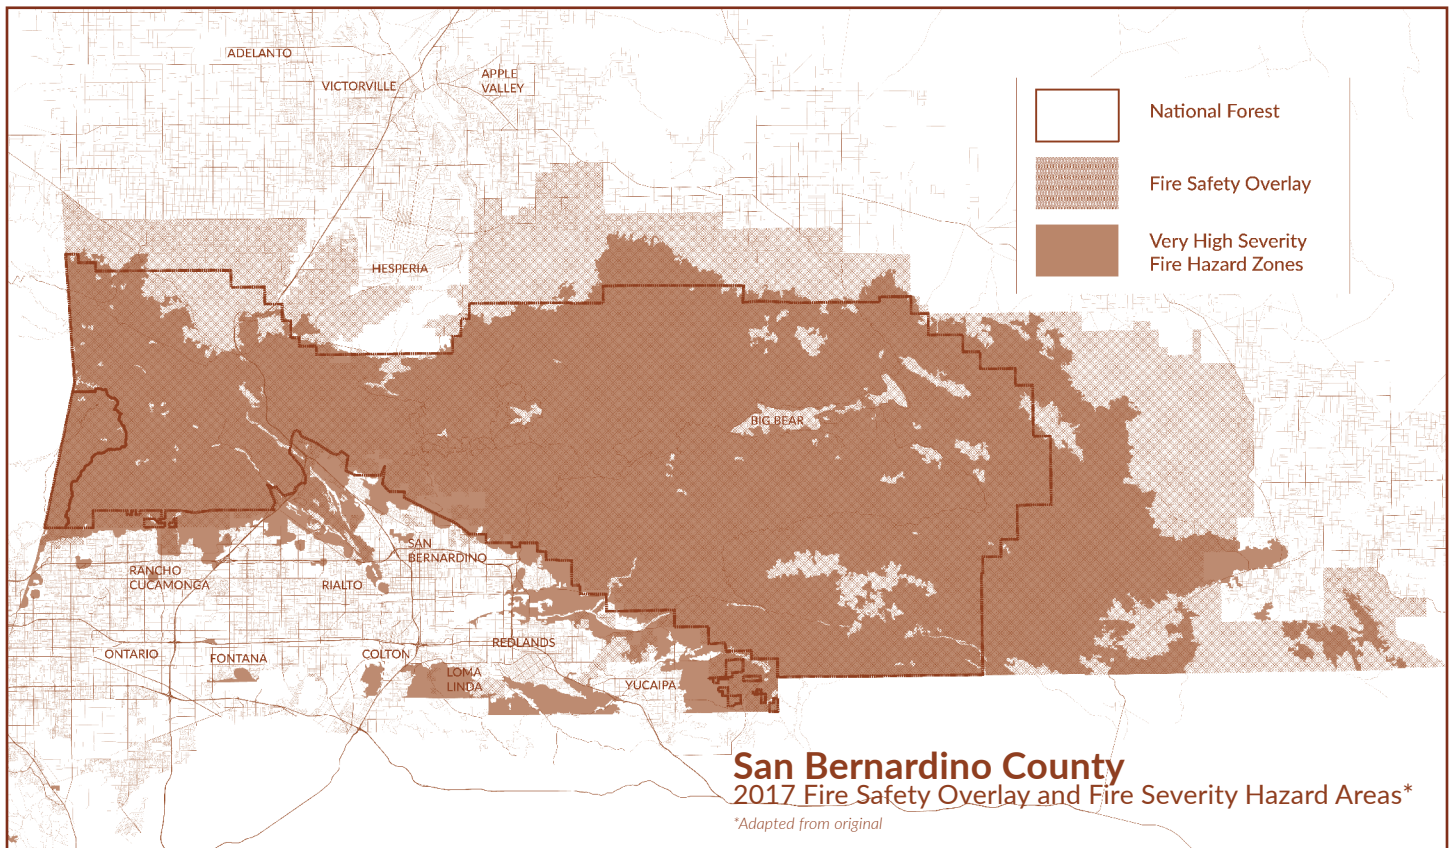 ADELANTO
VICTORVILLE
APPLE
VALLEY
National Forest
Fire Safety Overlay
Very High Severity
Fire Hazard Zones
HESPERIA
BIG BEAR
SAN
BERNARDINO
RANCHO
CUCAMONGA
RIALTO
REDLANDS
ONTARIO
FONTANA
COLTON
LOMA
LINDA
YUCAIPA
San Bernardino County
2017 Fire Safety Overlay and Fire Severity Hazard Areas*
*Adapted from original